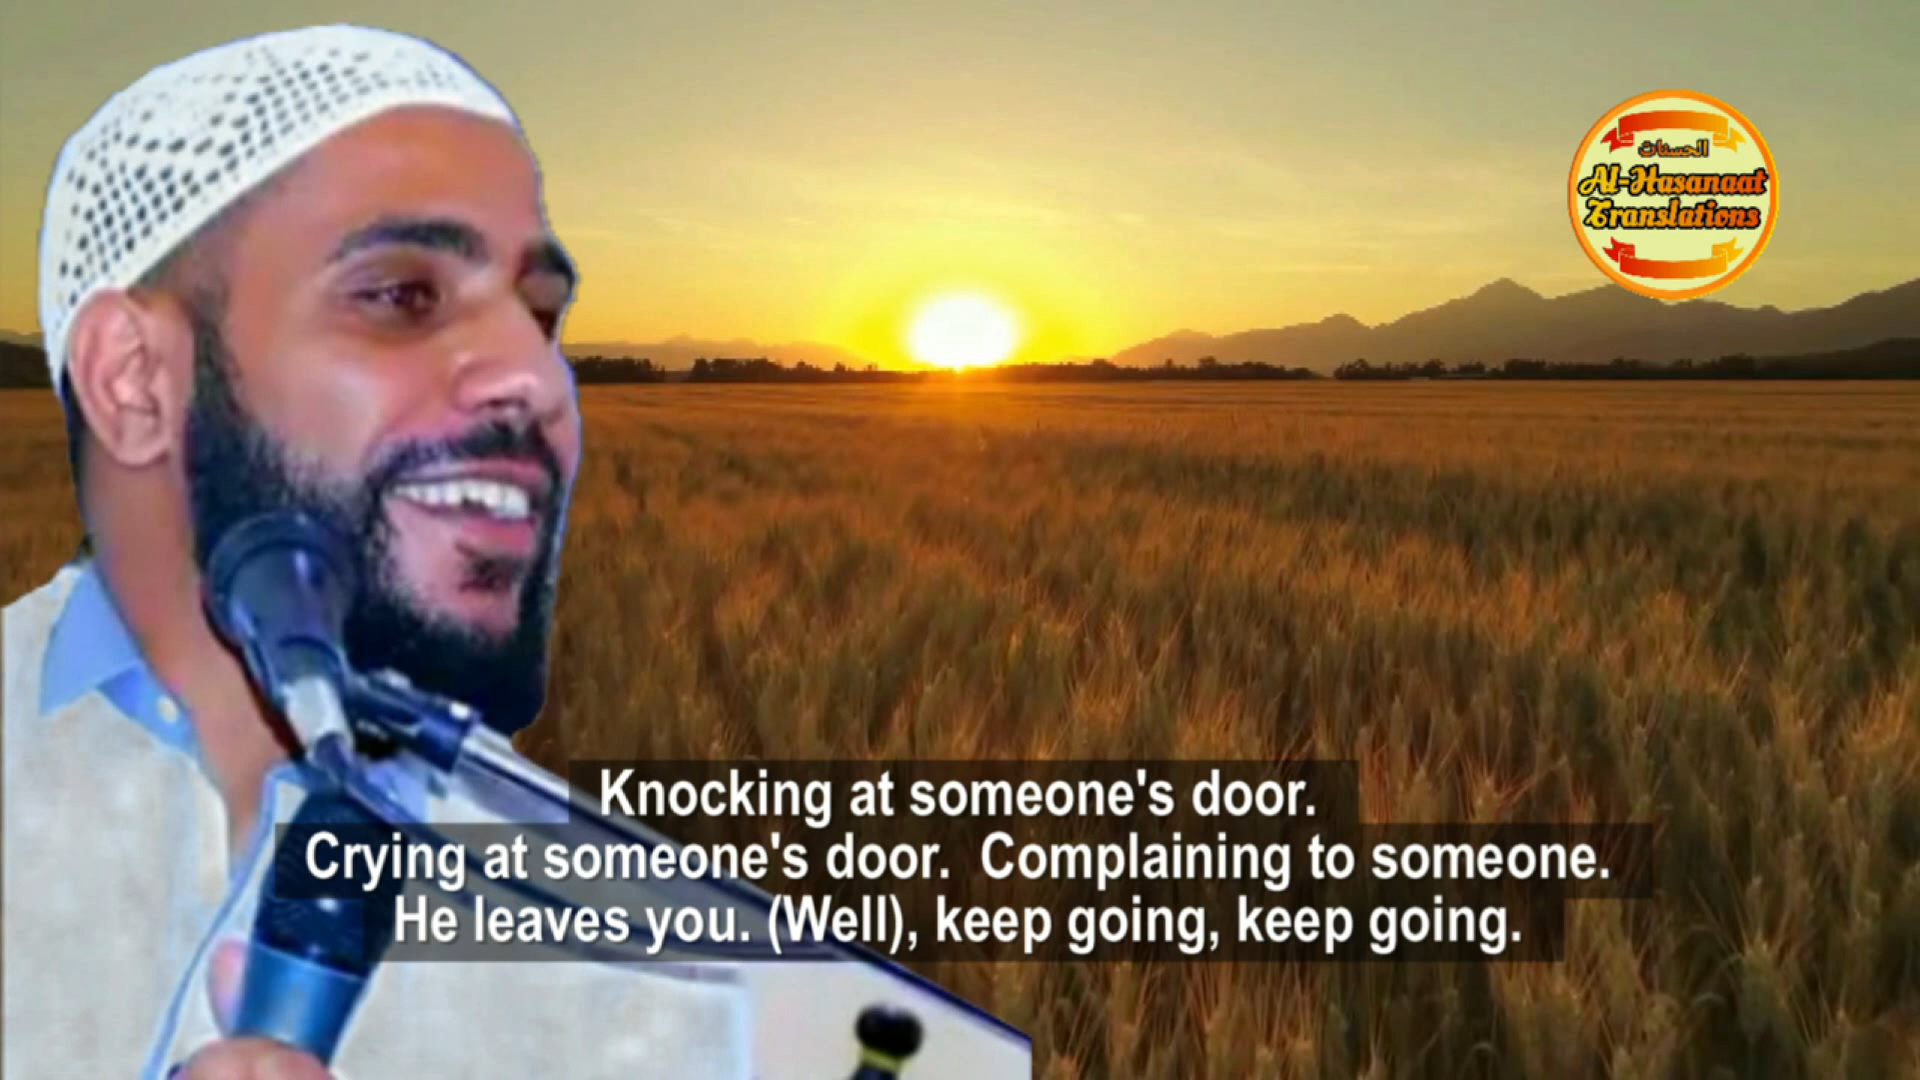 الحسنات
Al-Hasanaat
Translations
Knocking at someone's door.
Crying at someone's door.  Complaining to someone.
He leaves you. (Well), keep going, keep going.